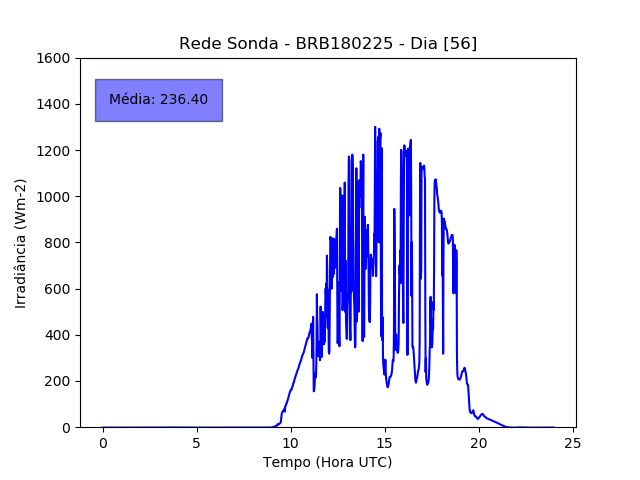 Rede Sonda - BRB180225 - Dia [56]
1600
1400
1200
1000
800
600
400
200
0
Média: 236.40
Irradiância (Wm-2)
0 5 10 15 20 25
Tempo (Hora UTC)